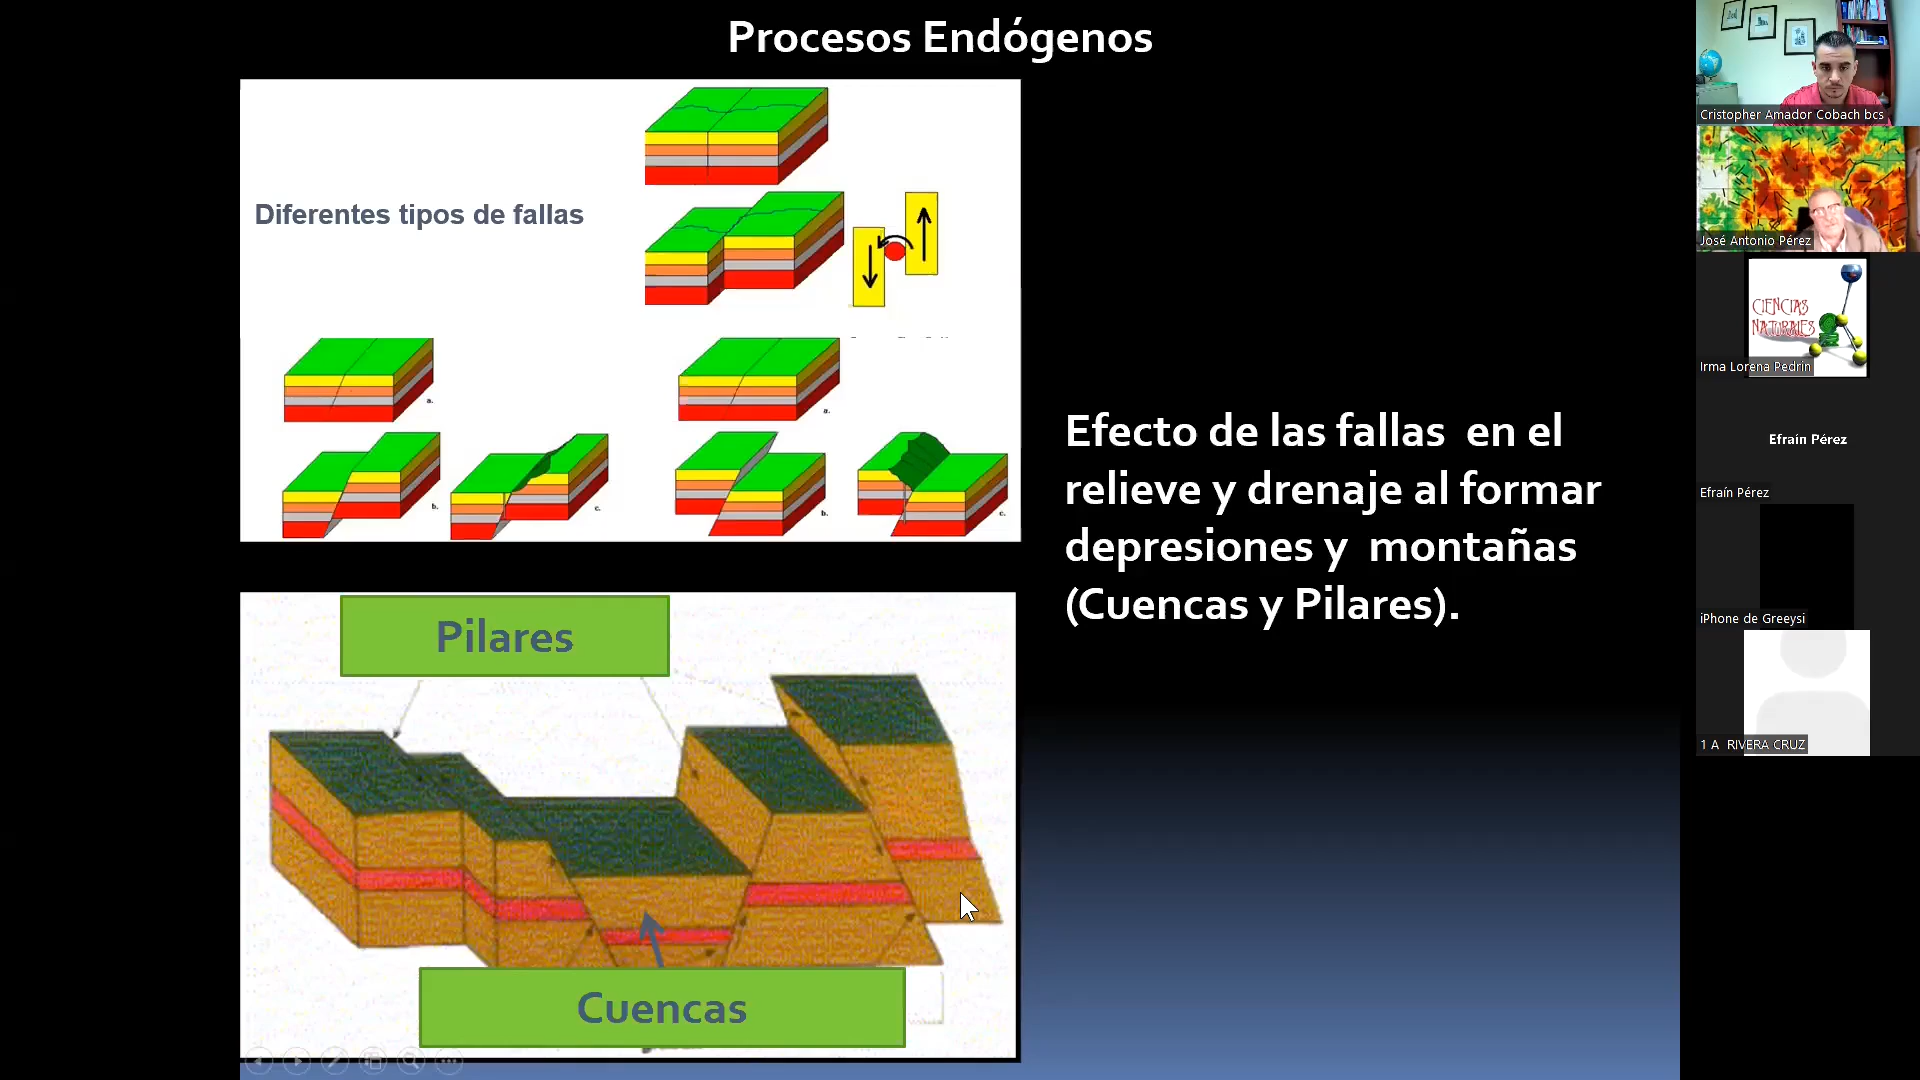 Procesos Endógenos
Diferentes tipos de fallas
a.
b.
c.
a.
b.
c.
Efecto de las fallas en el
relieve y drenaje al formar
depresiones y montañas
(Cuencas y Pilares).
Pilares
Cuencas
Cristopher Amador Cobach bcs
José Antonio Pérez
CIENCIAS
NATURALES
Irma Lorena Pedrin
Efraín Pérez
Efraín Pérez
iPhone de Greeysi
1 A RIVERA CRUZ